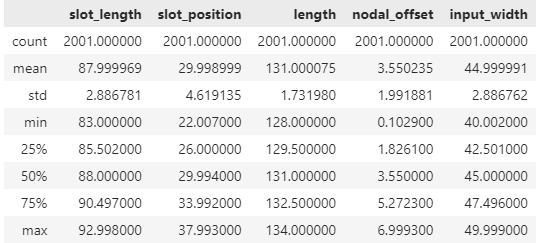 slot_length slot_position length nodal_offset input_width
count 2001.000000 2001.000000 2001.000000 2001.000000 2001.000000
mean 87.999969 29.998999 131.000075 3.550235 44.999991
std 2.886781 4.619135 1.731980 1.991881 2.886762
min 83.000000 22.007000 128.000000 0.102900 40.002000
25% 85.502000 26.000000 129.500000 1.826100 42.501000
50% 88.000000 29.994000 131.000000 3.550000 45.000000
75% 90.497000 33.992000 132.500000 5.272300 47.496000
max 92.998000 37.993000 134.000000 6.999300 49.999000